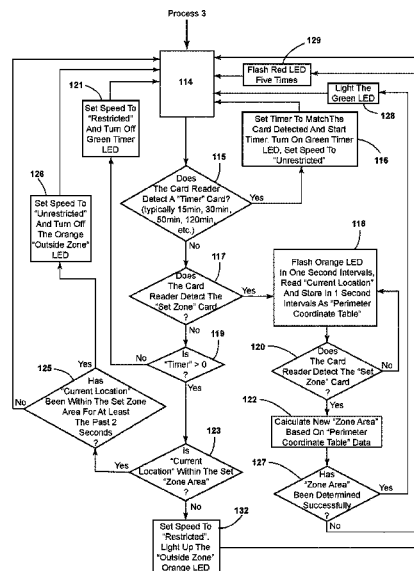 Process 3
129
Flash Red LED
Five Times
114
121
Light The
Green LED
128
Set Speed To
"Restricted"
And Turn Off
Green Timer
LED
Set Timer To MatchThe
Card Detected And Start
Timer, Turn On Green Timer
LED, Set Speed To
"Unrestricted"
116
115
Does
The Card Reader
Detect A "Timer" Card?
(typically 15min, 30min,
50min, 120min,
etc.)
Yes
No
126
Set Speed To
"Unrestricted"
And Turn Off
The Orange
"Outside Zone"
LED
117
Does
The Card Reader
Detect The "Set
Zone" Card
?
Yes
No
118
Flash Orange LED
In One Second Intervals,
Read "Current Location"
And Store In 1 Second
Intervals As "Perimeter
Coordinate Table"
119
Is
"Timer" > 0
?
No
Yes
120
Does
The Card
Reader Detect The "Set
Zone" Card
?
No
Yes
125
Yes
Has
"Current Location"
Been Within The Set Zone
Area For At Least
The Past 2
Seconds
?
No
122
Calculate New "Zone Area"
Based On "Perimeter
Coordinate Table" Data
123
Is
"Current
Location" Within The Set
"Zone Area"
?
Yes
No
127
Has
"Zone Area"
Been Determined
Successfully
?
Yes
No
132
Set Speed To
"Restricted",
Light Up The
"Outside Zone"
Orange LED